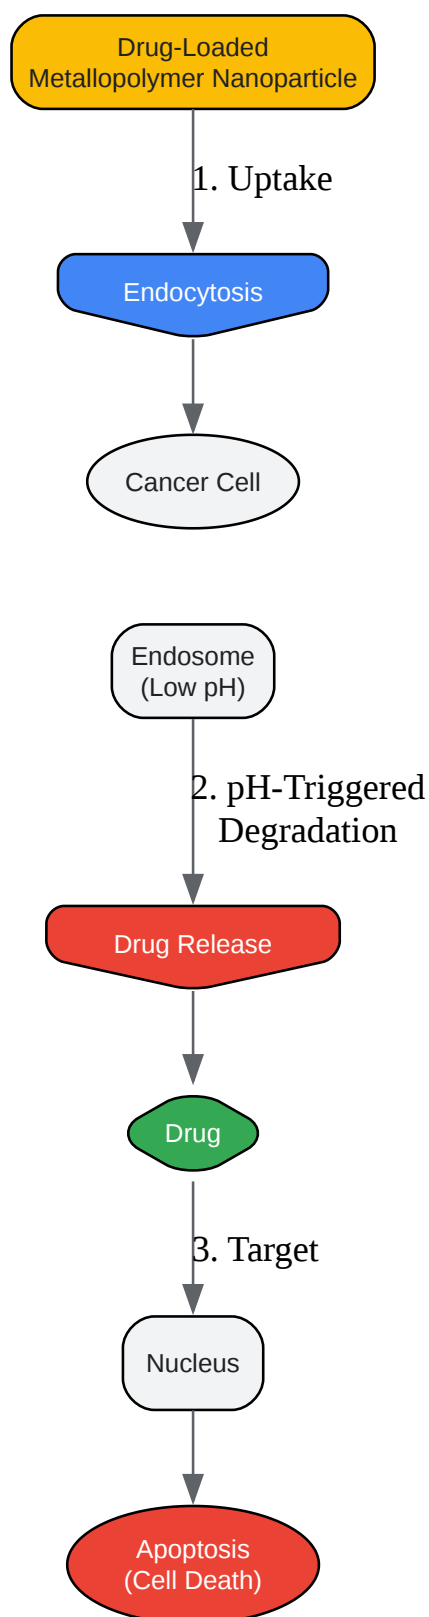 Drug-Loaded
Metallopolymer Nanoparticle
1. Uptake
Endocytosis
Cancer Cell
Endosome
(Low pH)
2. pH-Triggered
Degradation
Drug Release
Drug
3. Target
Nucleus
Apoptosis
(Cell Death)